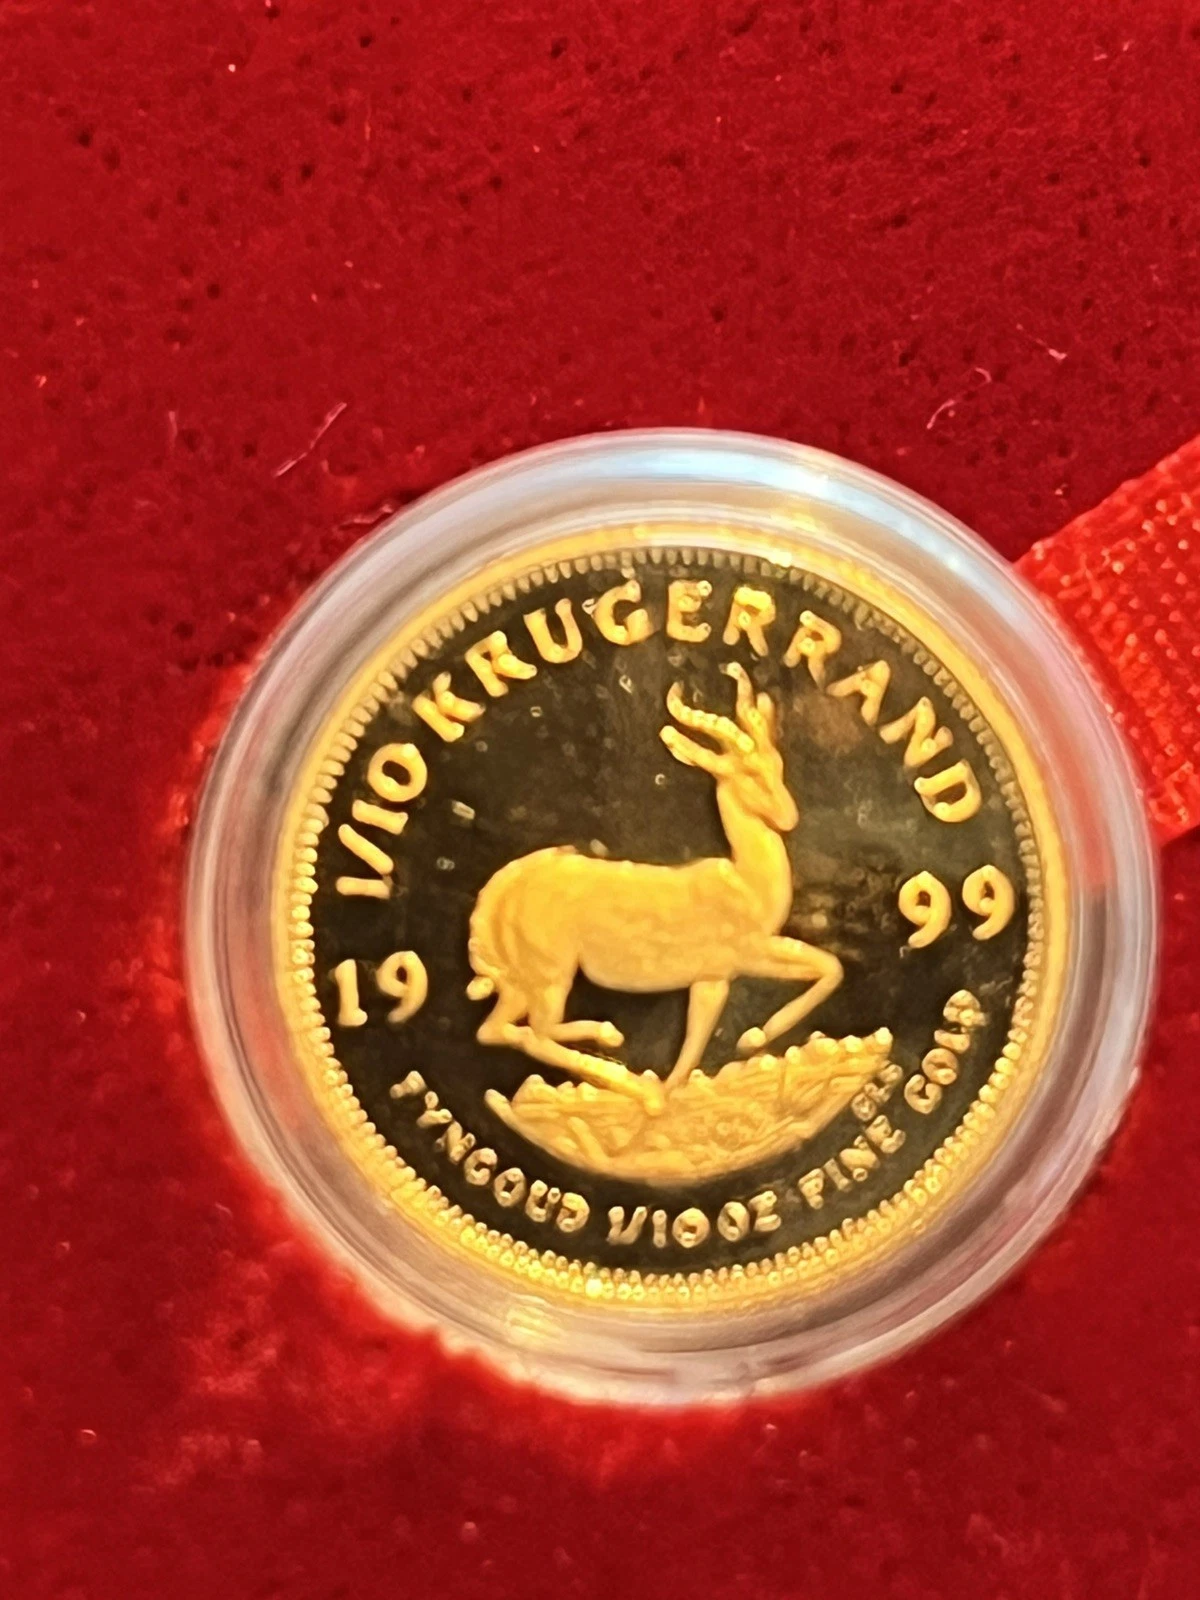 1/10 KRUGERRAND
19 99
FYNGOUD 1/10 OZ FINE GOLD